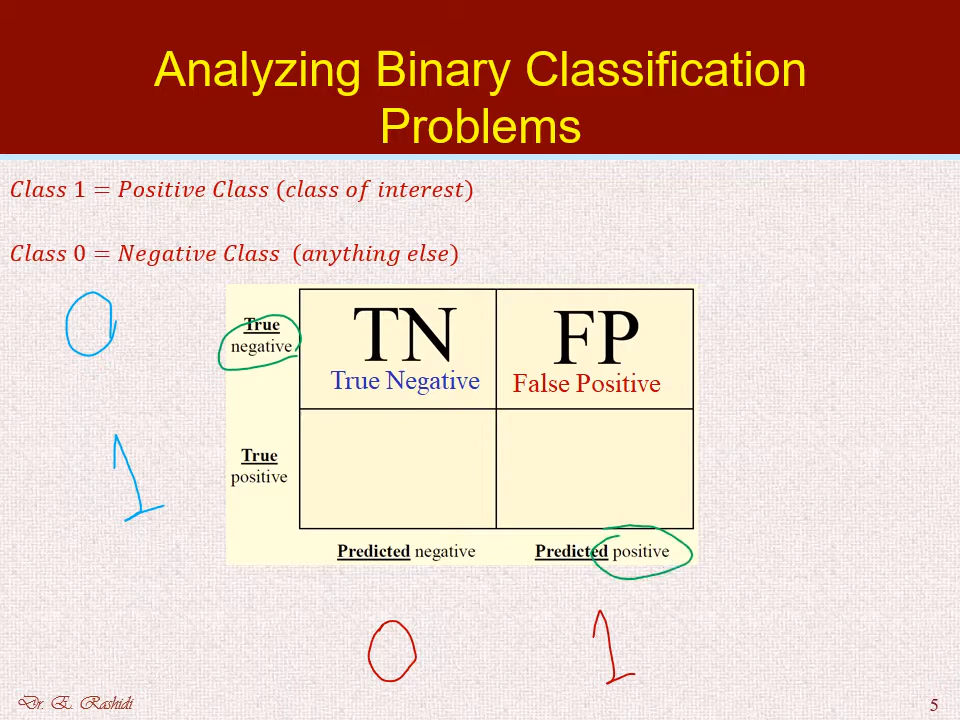 Analyzing Binary Classification
Problems
Class 1 = Positive Class (class of interest)
Class 0 = Negative Class (anything else)
0
True
negative
TN
True Negative
FP
False Positive
1
True
positive
Predicted negative
Predicted positive
0
1
Dr. E. Rashidi
5